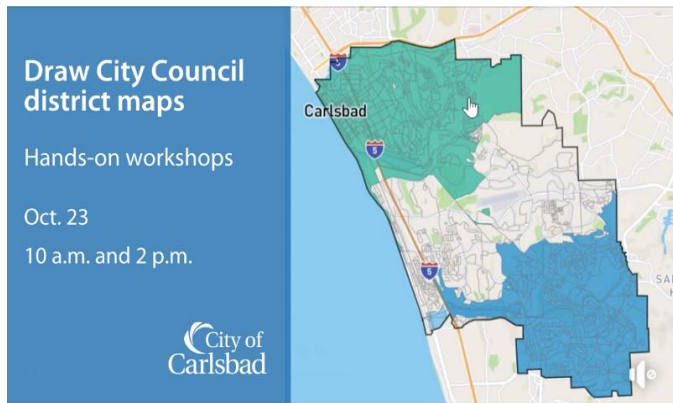 Draw City Council
district maps
Hands-on workshops
Oct. 23
10 a.m. and 2 p.m.
City of
Carlsbad
Carlsbad
5
5